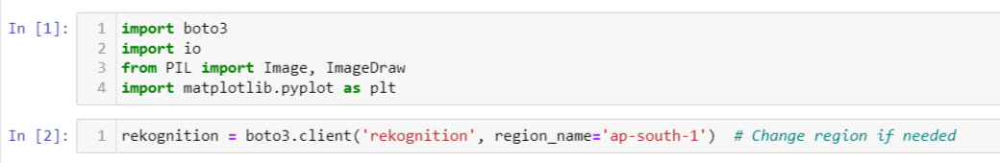 In [1]:
1 import boto3
2 import io
3 from PIL import Image, ImageDraw
4 import matplotlib.pyplot as plt
In [2]:
1 rekognition = boto3.client('rekognition', region_name='ap-south-1')  # Change region if needed